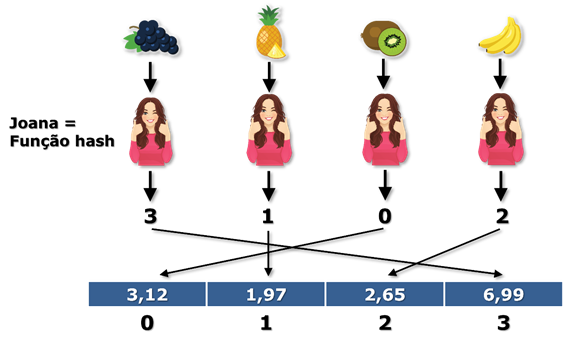 Joana =
Função hash
3 1 0 2
3,12 1,97 2,65 6,99
0 1 2 3